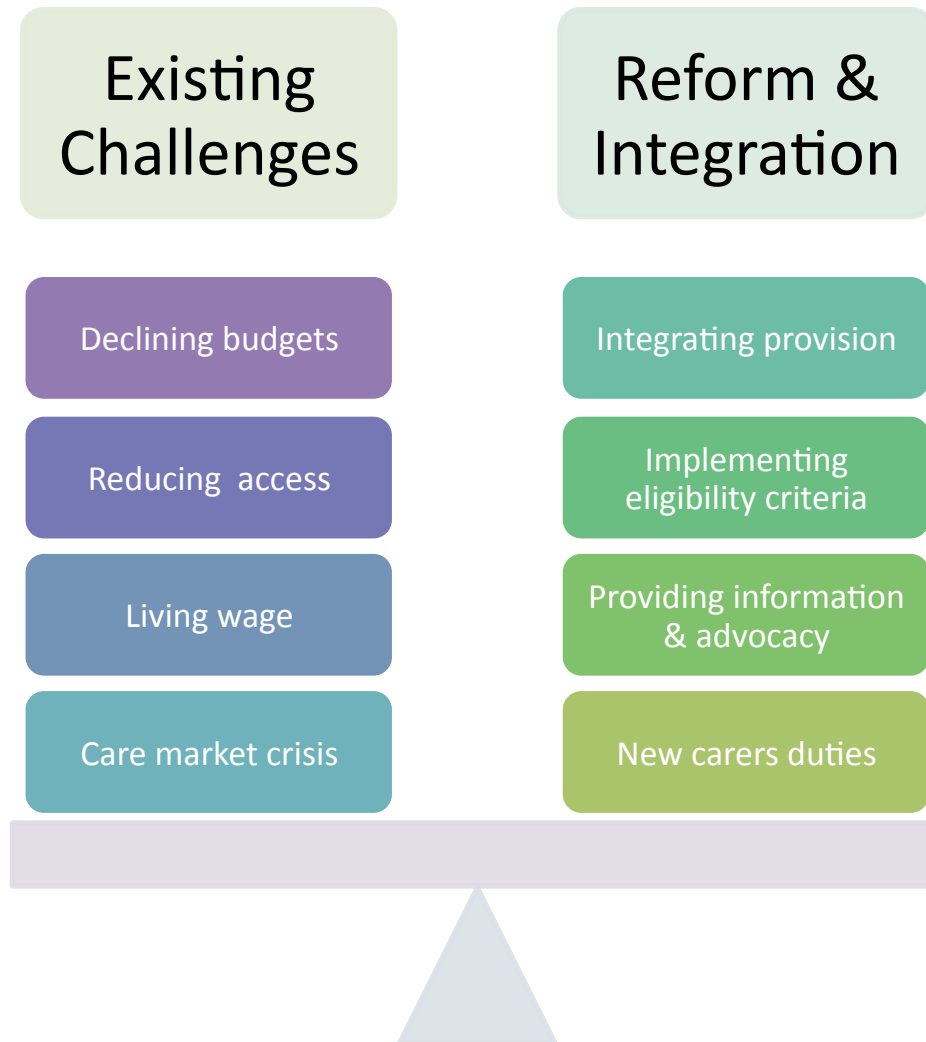 Existing
Challenges
Declining budgets
Reducing  access
Living wage
Care market crisis
Reform &
Integration
Integrating provision
Implementing
eligibility criteria
Providing information
& advocacy
New carers duties